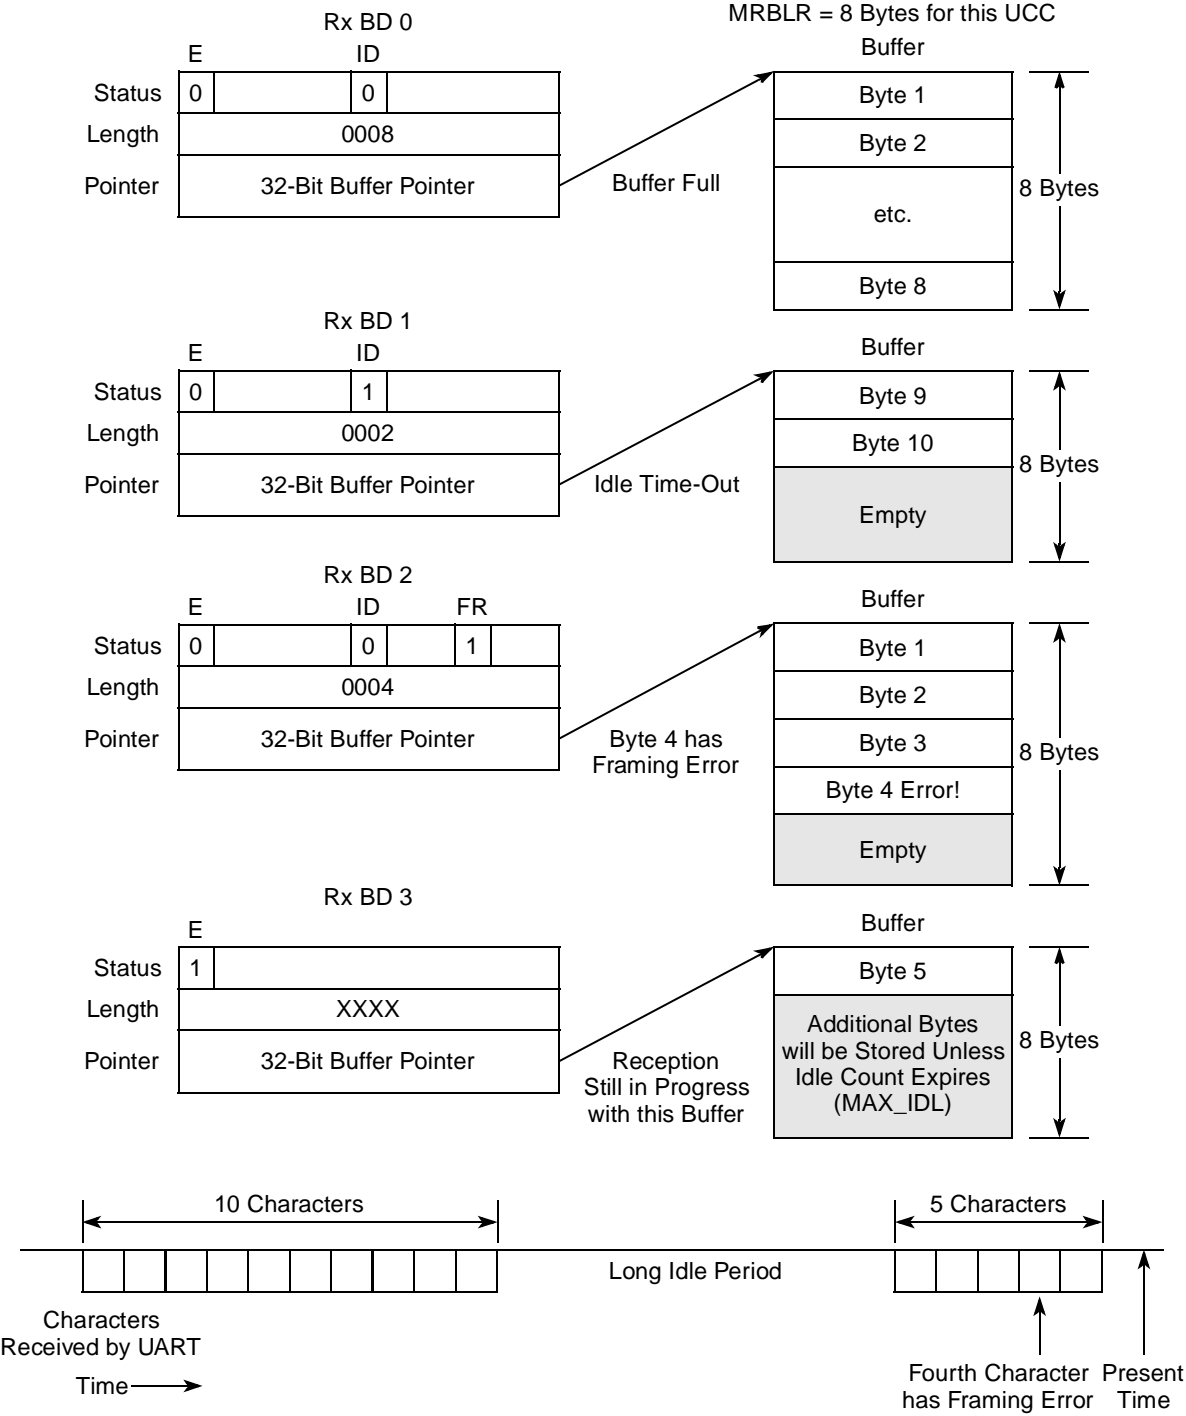 MRBLR = 8 Bytes for this UCC
Rx BD 0
Buffer
E ID
Status 0 0
Length 0008
Pointer 32-Bit Buffer Pointer
Buffer Full
Byte 1
Byte 2
etc.
Byte 8
8 Bytes
Rx BD 1
Buffer
E ID
Status 0 1
Length 0002
Pointer 32-Bit Buffer Pointer
Idle Time-Out
Byte 9
Byte 10
Empty
8 Bytes
Rx BD 2
Buffer
E ID FR
Status 0 0 1
Length 0004
Pointer 32-Bit Buffer Pointer
Byte 4 has
Framing Error
Byte 1
Byte 2
Byte 3
Byte 4 Error!
Empty
8 Bytes
Rx BD 3
Buffer
E
Status 1
Length XXXX
Pointer 32-Bit Buffer Pointer
Reception
Still in Progress
with this Buffer
Byte 5
Additional Bytes
will be Stored Unless
Idle Count Expires
(MAX_IDL)
8 Bytes
10 Characters
5 Characters
Long Idle Period
Characters
Received by UART
Time
Fourth Character
has Framing Error
Present
Time